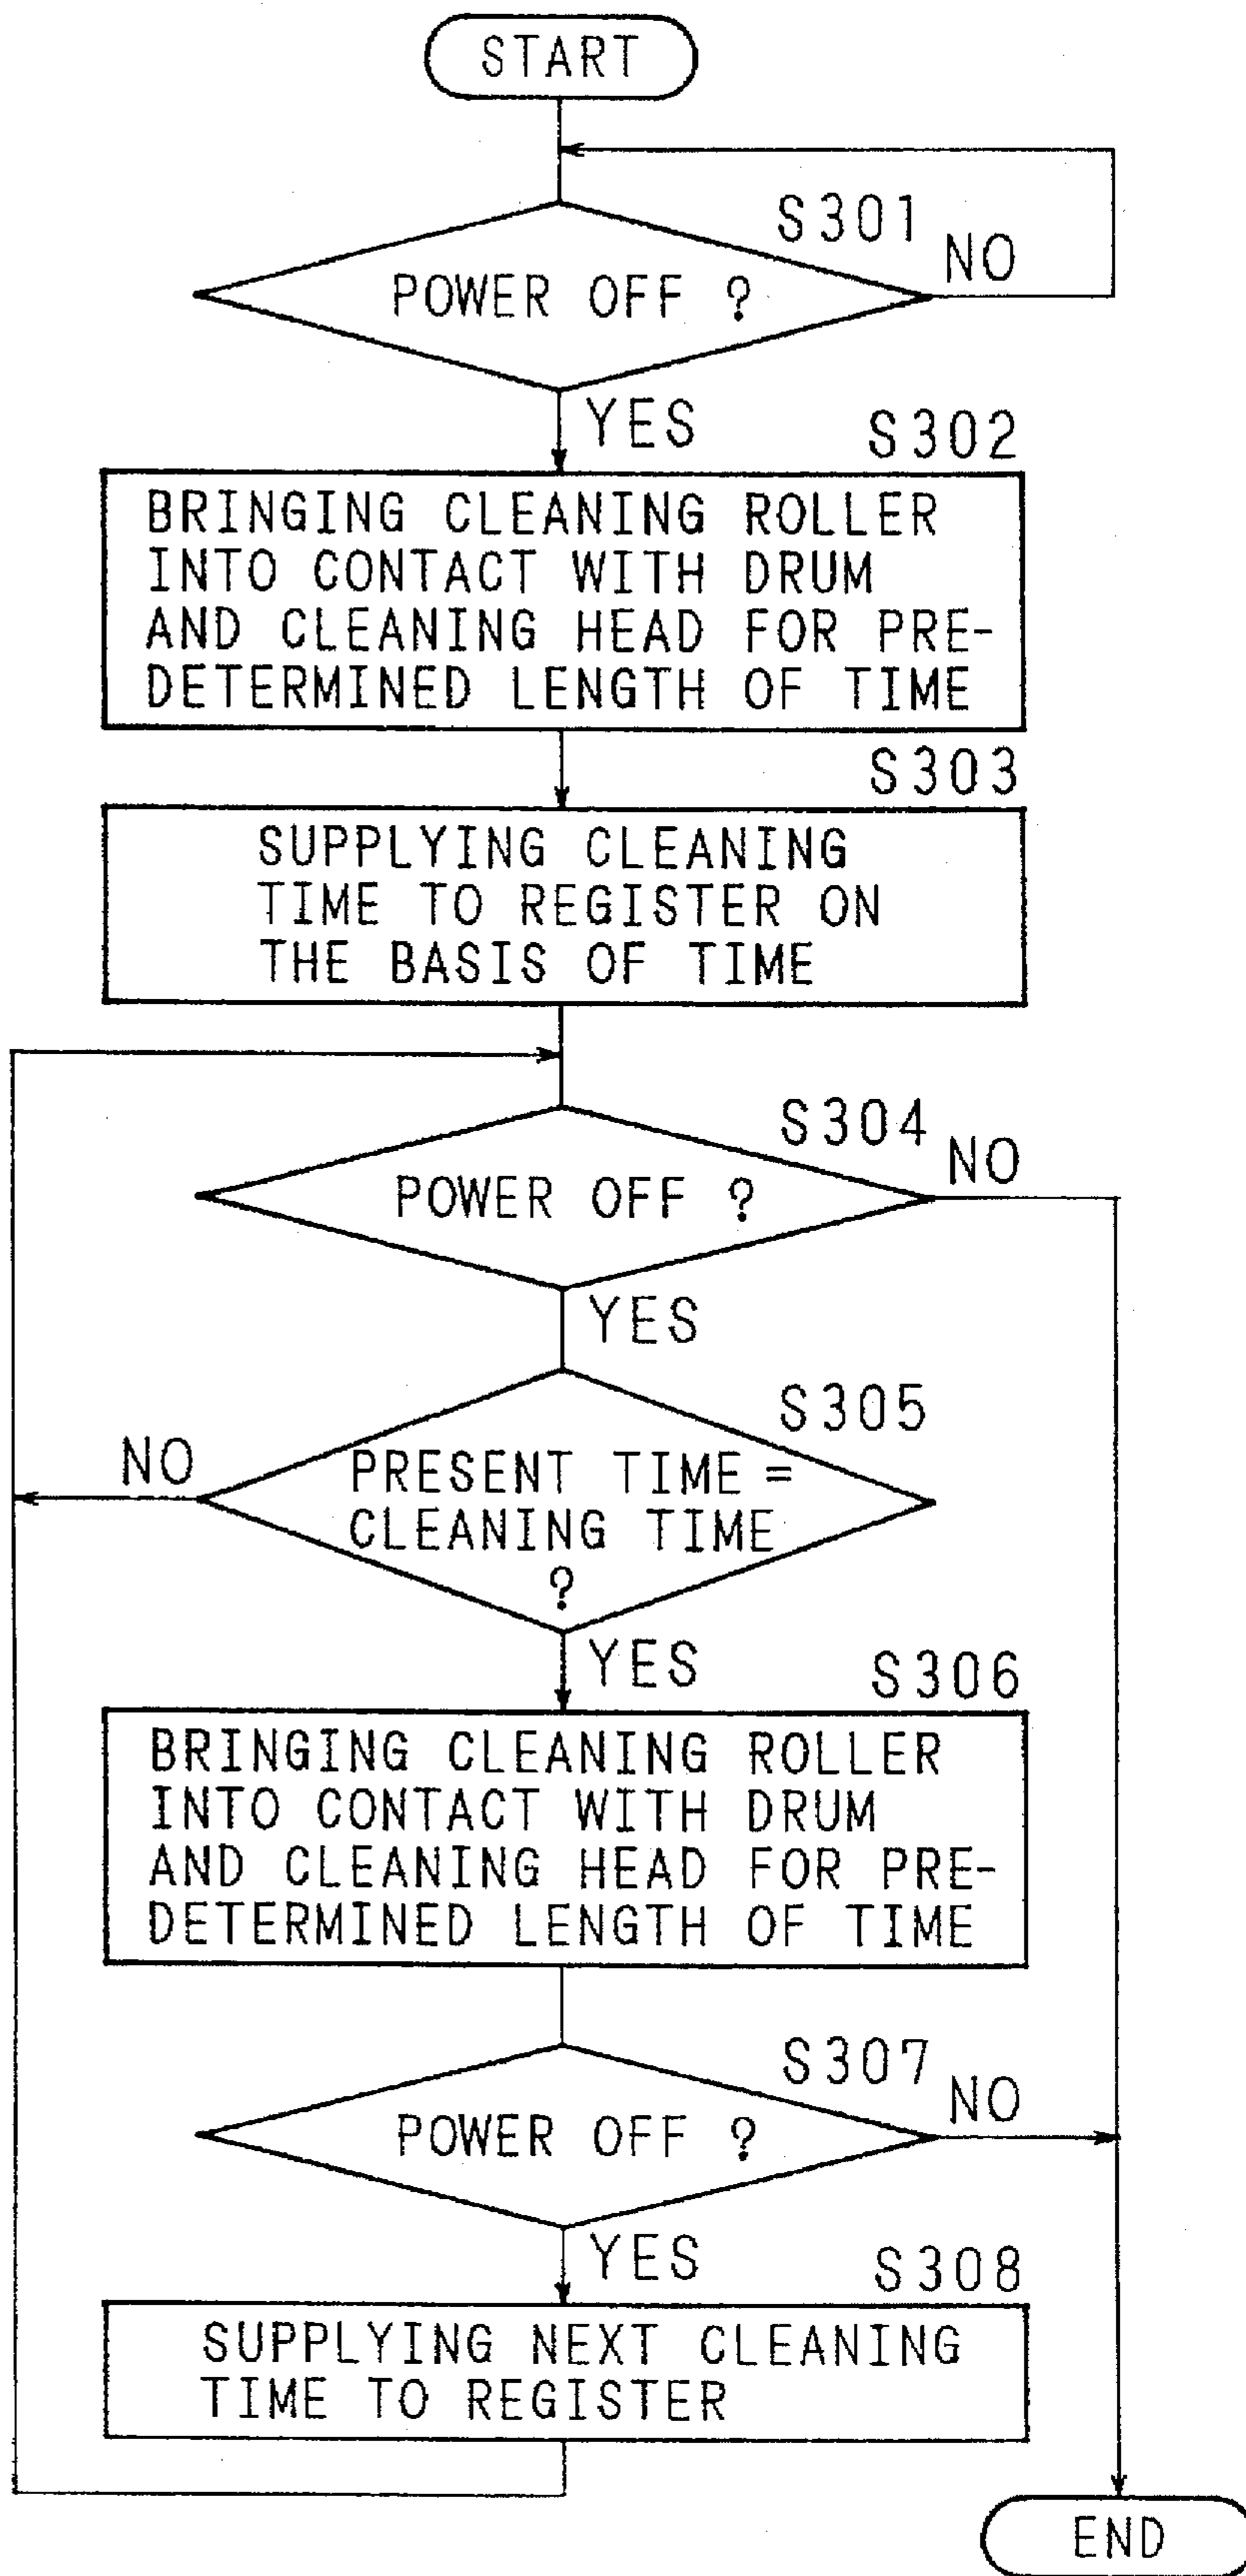 START
S301
NO
POWER OFF ?
YES
S302
BRINGING CLEANING ROLLER
INTO CONTACT WITH DRUM
AND CLEANING HEAD FOR PRE-
DETERMINED LENGTH OF TIME
S303
SUPPLYING CLEANING
TIME TO REGISTER ON
THE BASIS OF TIME
S304
NO
POWER OFF ?
YES
S305
NO
PRESENT TIME =
CLEANING TIME
?
YES
S306
BRINGING CLEANING ROLLER
INTO CONTACT WITH DRUM
AND CLEANING HEAD FOR PRE-
DETERMINED LENGTH OF TIME
S307
NO
POWER OFF ?
YES
S308
SUPPLYING NEXT CLEANING
TIME TO REGISTER
END